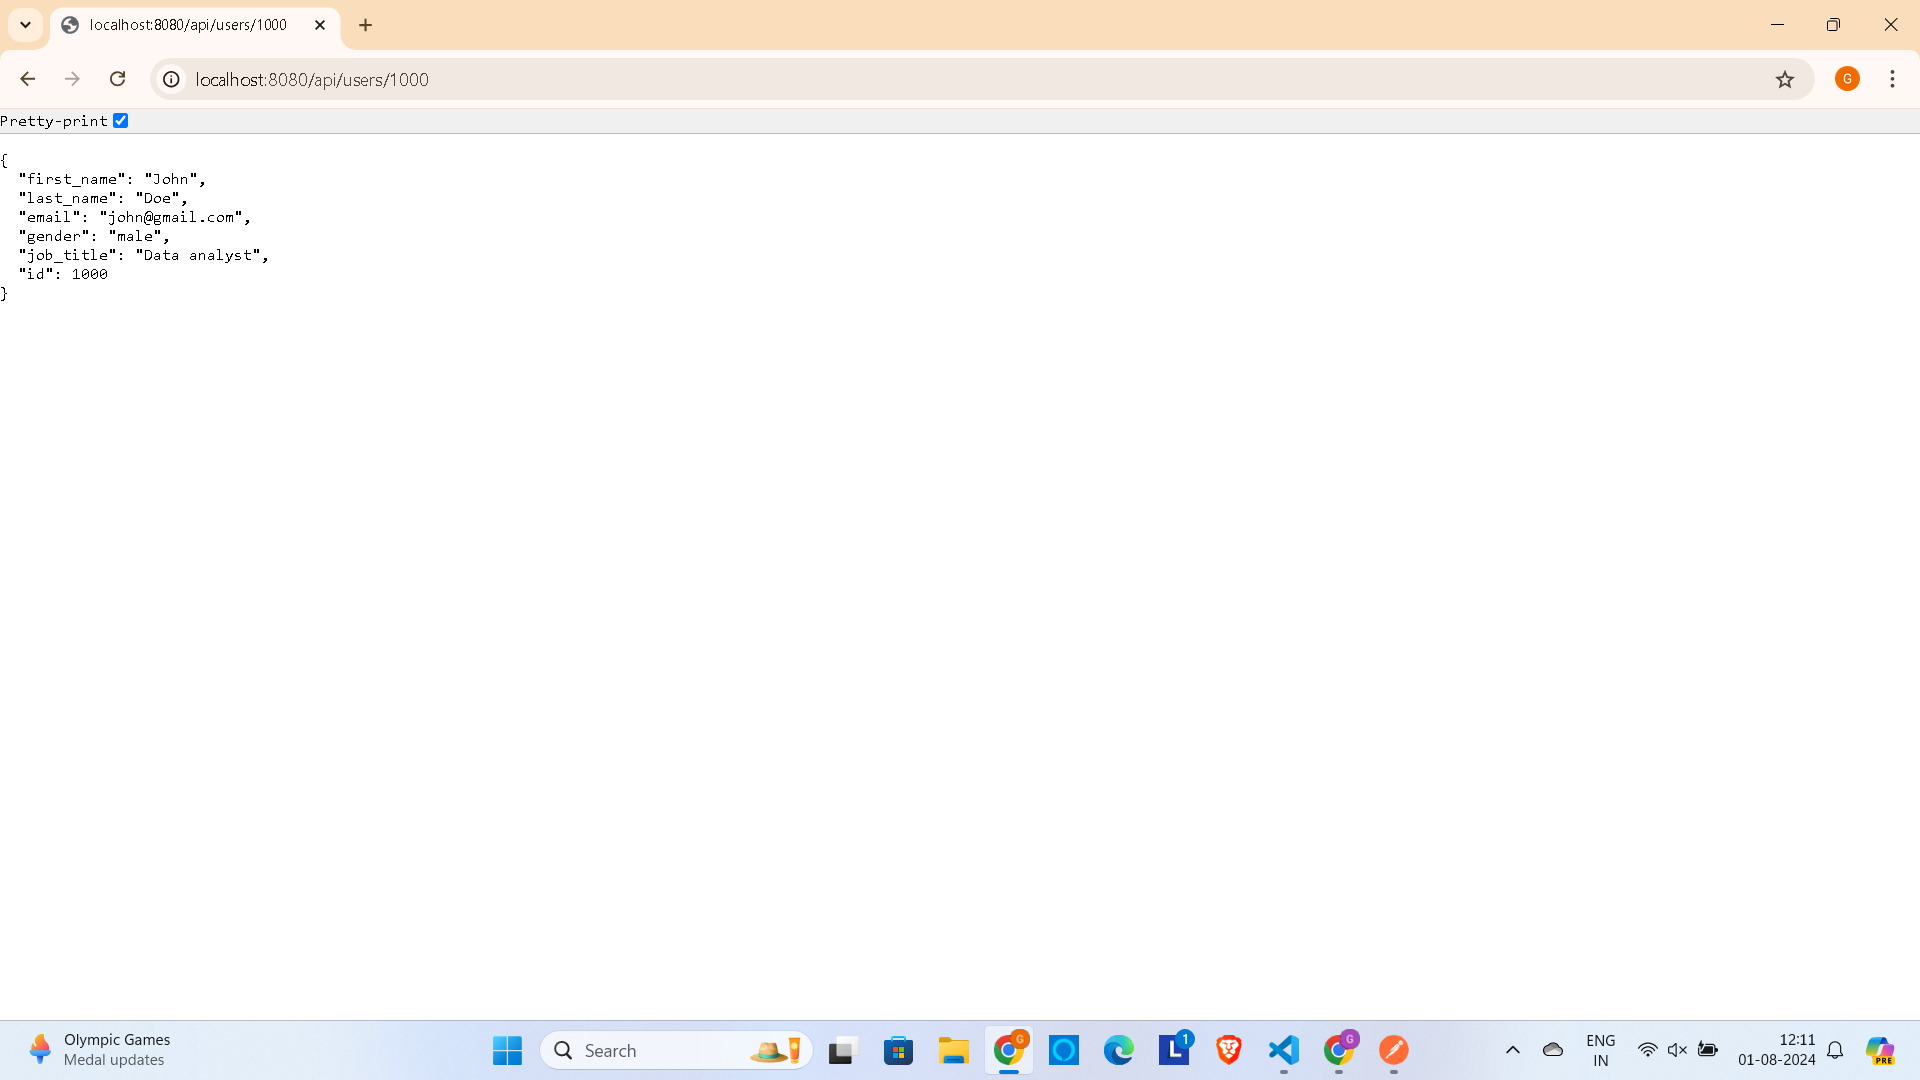 localhost:8080/api/users/1000
localhost:8080/api/users/1000
G
Pretty-print
{
  "first_name": "John",
  "last_name": "Doe",
  "email": "john@gmail.com",
  "gender": "male",
  "job_title": "Data analyst",
  "id": 1000
}
Olympic Games
Medal updates
Search
G
L
1
G
ENG
IN
12:11
01-08-2024
PRE